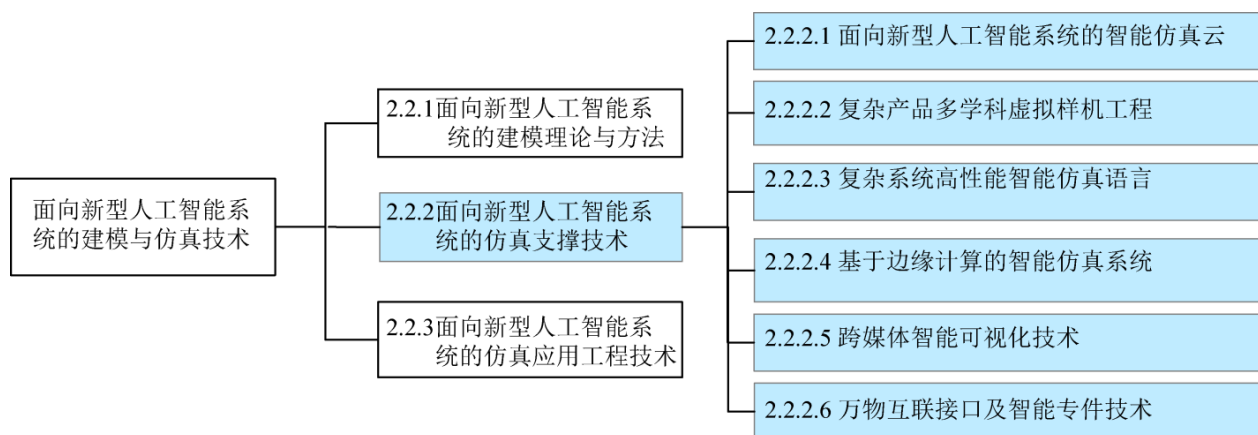 面向新型人工智能系
统的建模与仿真技术
2.2.1面向新型人工智能系
统的建模理论与方法
2.2.2面向新型人工智能系
统的仿真支撑技术
2.2.3面向新型人工智能系
统的仿真应用工程技术
2.2.2.1 面向新型人工智能系统的智能仿真云
2.2.2.2 复杂产品多学科虚拟样机工程
2.2.2.3 复杂系统高性能智能仿真语言
2.2.2.4 基于边缘计算的智能仿真系统
2.2.2.5 跨媒体智能可视化技术
2.2.2.6 万物互联接口及智能专件技术